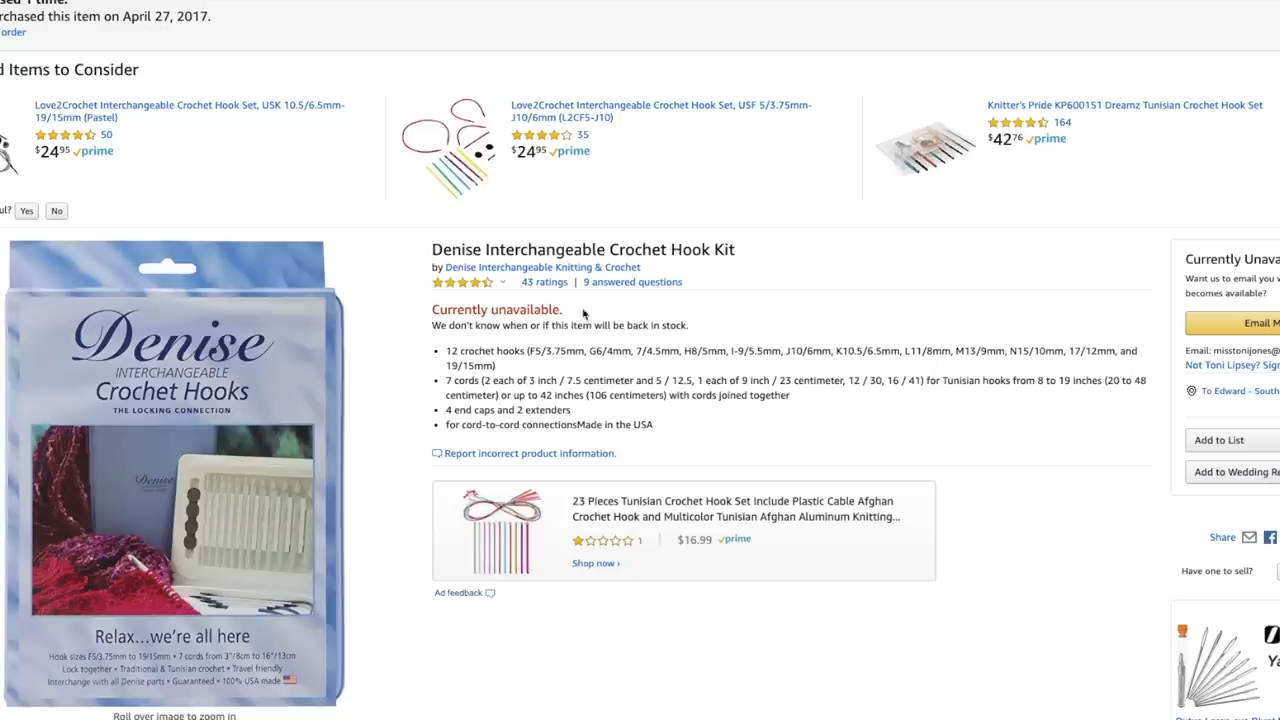 rchased this item on April 27, 2017.
order
d Items to Consider
Love2Crochet Interchangeable Crochet Hook Set, USK 10.5/6.5mm-
19/15mm (Pastel)
50
$24.95 prime
Love2Crochet Interchangeable Crochet Hook Set, USF 5/3.75mm-
J10/6mm (L2CF5-J10)
35
$24.95 prime
Knitter's Pride KP600151 Dreamz Tunisian Crochet Hook Set
164
$42.76 prime
ul? Yes No
Denise
INTERCHANGEABLE
Crochet Hooks
THE LOCKING CONNECTION
Denise
Relax...we're all here
Hook sizes F5/3.75mm to 19/15mm • 7 cords from 3"/8cm to 16"/13cm
Lock together • Traditional & Tunisian crochet • Travel friendly
Interchange with all Denise parts • Guaranteed • 100% USA made
Roll over image to zoom in
Denise Interchangeable Crochet Hook Kit
by Denise Interchangeable Knitting & Crochet
43 ratings | 9 answered questions
Currently unavailable.
We don't know when or if this item will be back in stock.
• 12 crochet hooks (F5/3.75mm, G6/4mm, 7/4.5mm, H8/5mm, I-9/5.5mm, J10/6mm, K10.5/6.5mm, L11/8mm, M13/9mm, N15/10mm, 17/12mm, and
19/15mm)
• 7 cords (2 each of 3 inch / 7.5 centimeter and 5 / 12.5, 1 each of 9 inch / 23 centimeter, 12 / 30, 16 / 41) for Tunisian hooks from 8 to 19 inches (20 to 48
centimeter) or up to 42 inches (106 centimeters) with cords joined together
• 4 end caps and 2 extenders
• for cord-to-cord connectionsMade in the USA
Report incorrect product information.
23 Pieces Tunisian Crochet Hook Set Include Plastic Cable Afghan
Crochet Hook and Multicolor Tunisian Afghan Aluminum Knitting...
1 | $16.99 prime
Shop now ›
Ad feedback
Currently Unava
Want us to email you w
becomes available?
Email M
Email: misstonijones@
Not Toni Lipsey? Sig
To Edward - South
Add to List
Add to Wedding Re
Share
Have one to sell?
Ya